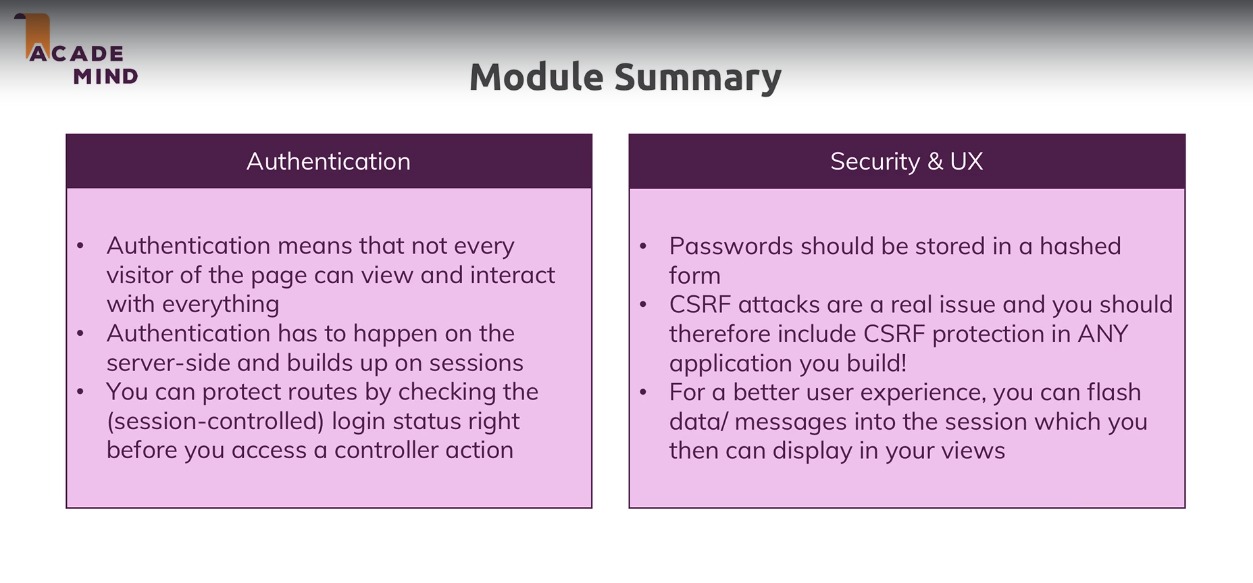 ACADE
MIND
Module Summary
Authentication
• Authentication means that not every
visitor of the page can view and interact
with everything
• Authentication has to happen on the
server-side and builds up on sessions
• You can protect routes by checking the
(session-controlled) login status right
before you access a controller action
Security & UX
• Passwords should be stored in a hashed
form
• CSRF attacks are a real issue and you should
therefore include CSRF protection in ANY
application you build!
• For a better user experience, you can flash
data/ messages into the session which you
then can display in your views